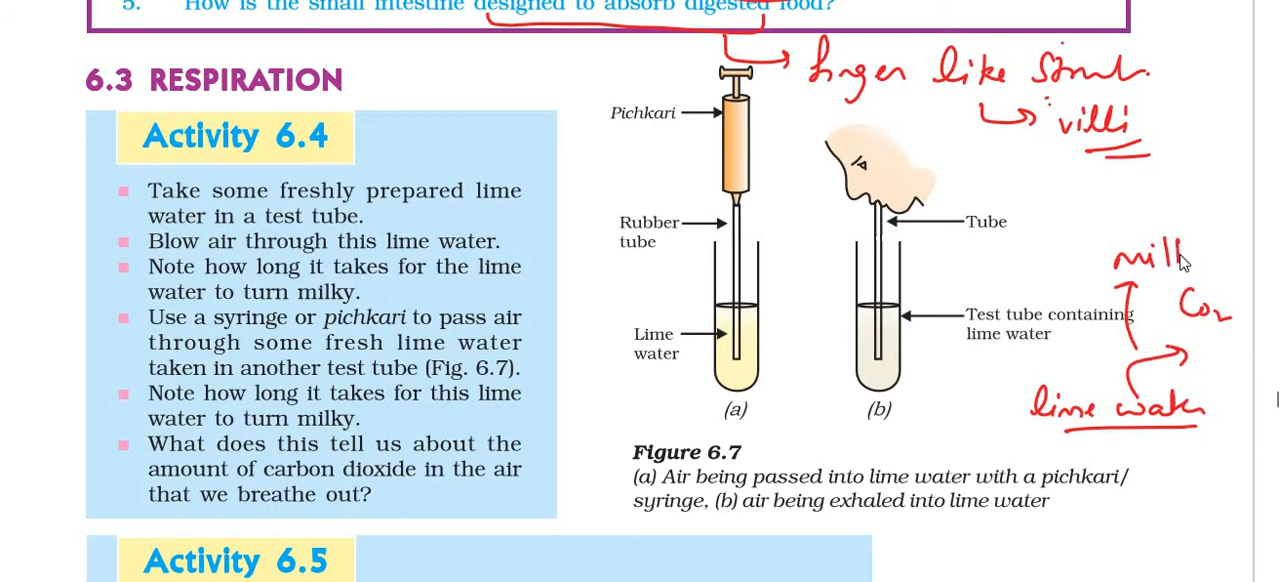 5. How is the small intestine designed to absorb digested food?
finger like struct.
villi
6.3 RESPIRATION
Activity 6.4
Take some freshly prepared lime
water in a test tube.
Blow air through this lime water.
Note how long it takes for the lime
water to turn milky.
Use a syringe or pichkari to pass air
through some fresh lime water
taken in another test tube (Fig. 6.7).
Note how long it takes for this lime
water to turn milky.
What does this tell us about the
amount of carbon dioxide in the air
that we breathe out?
Pichkari
Rubber
tube
Lime
water
Tube
Test tube containing
lime water
milk
CO2
lime water
(a)
(b)
Figure 6.7
(a) Air being passed into lime water with a pichkari/
syringe, (b) air being exhaled into lime water
Activity 6.5